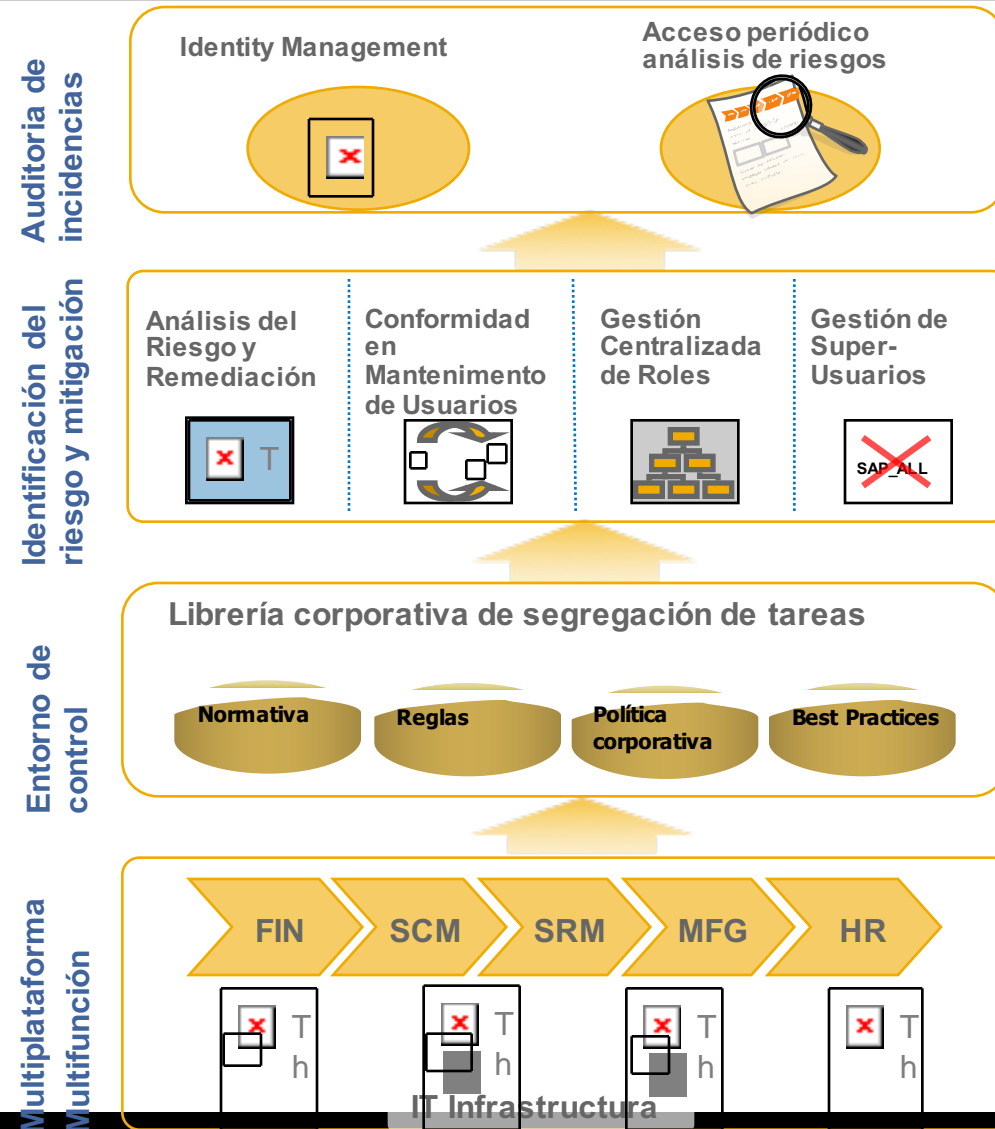 Auditoria de
incidencias
Identity Management
Acceso periódico
análisis de riesgos
Identificación del
riesgo y mitigación
Análisis del
Riesgo y
Remediación
T
Conformidad
en
Mantenimento
de Usuarios
Gestión
Centralizada
de Roles
Gestión de
Super-
Usuarios
SAP_ALL
Entorno de
control
Librería corporativa de segregación de tareas
Normativa
Reglas
Política
corporativa
Best Practices
Multiplataforma
Multifunción
FIN
SCM
SRM
MFG
HR
T
h
T
h
T
h
T
h
IT Infrastructura